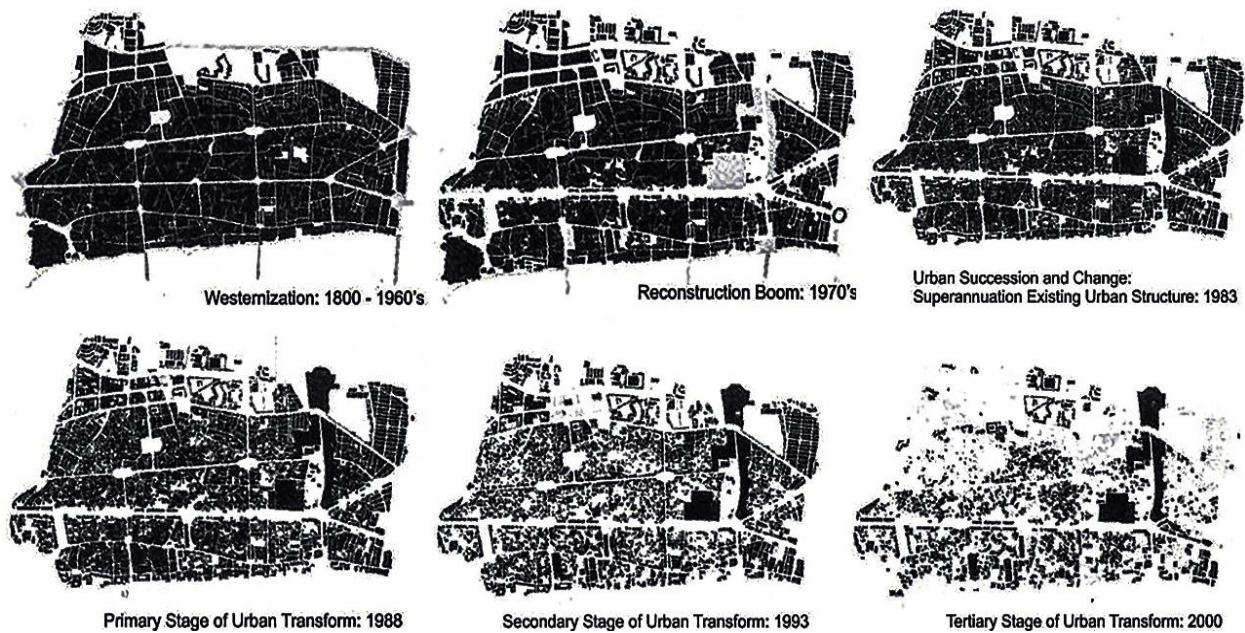 Westernization: 1800 - 1960's
Reconstruction Boom: 1970's
Urban Succession and Change:
Superannuation Existing Urban Structure: 1983
Primary Stage of Urban Transform: 1988
Secondary Stage of Urban Transform: 1993
Tertiary Stage of Urban Transform: 2000